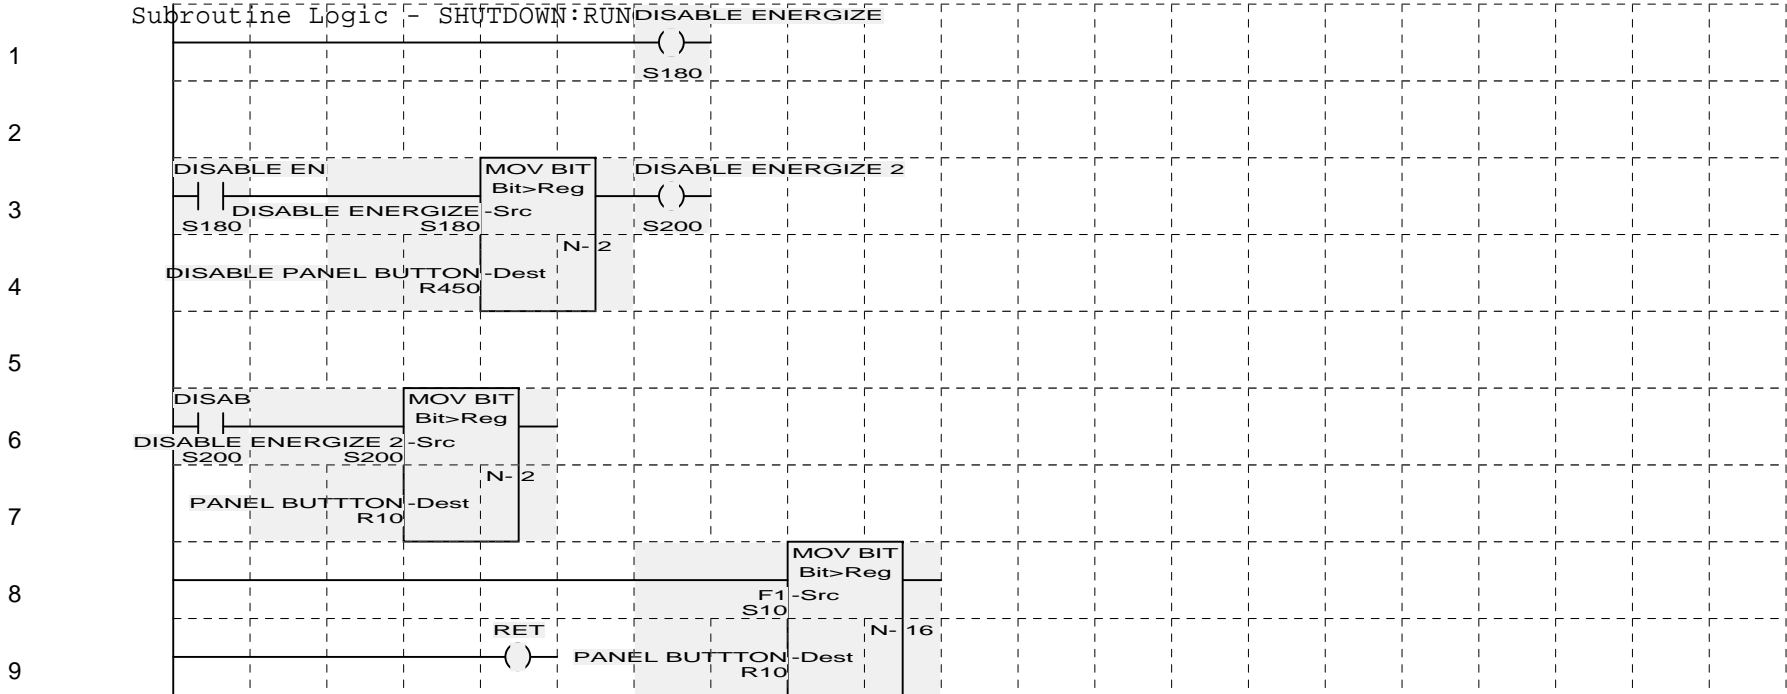 Subroutine Logic - SHUTDOWN:RUN
DISABLE ENERGIZE
1
S180
2
DISABLE EN
MOV BIT
DISABLE ENERGIZE 2
Bit>Reg
3
DISABLE ENERGIZE -Src
S180
S180
S200
N- 2
DISABLE PANEL BUTTON -Dest
4
R450
5
DISAB
MOV BIT
Bit>Reg
6
DISABLE ENERGIZE 2 -Src
S200
S200
N- 2
PANEL BUTTTON -Dest
7
R10
MOV BIT
Bit>Reg
8
F1 -Src
S10
RET
N- 16
PANEL BUTTTON -Dest
9
R10